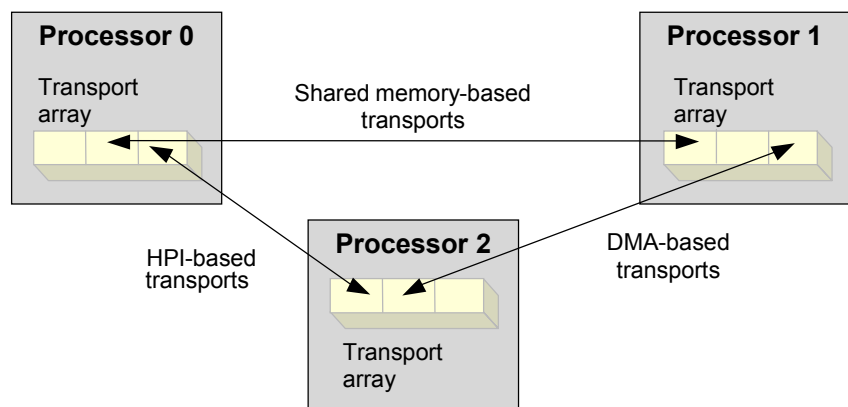 Processor 0
Transport
array
Shared memory-based
transports
Processor 1
Transport
array
HPI-based
transports
Processor 2
Transport
array
DMA-based
transports